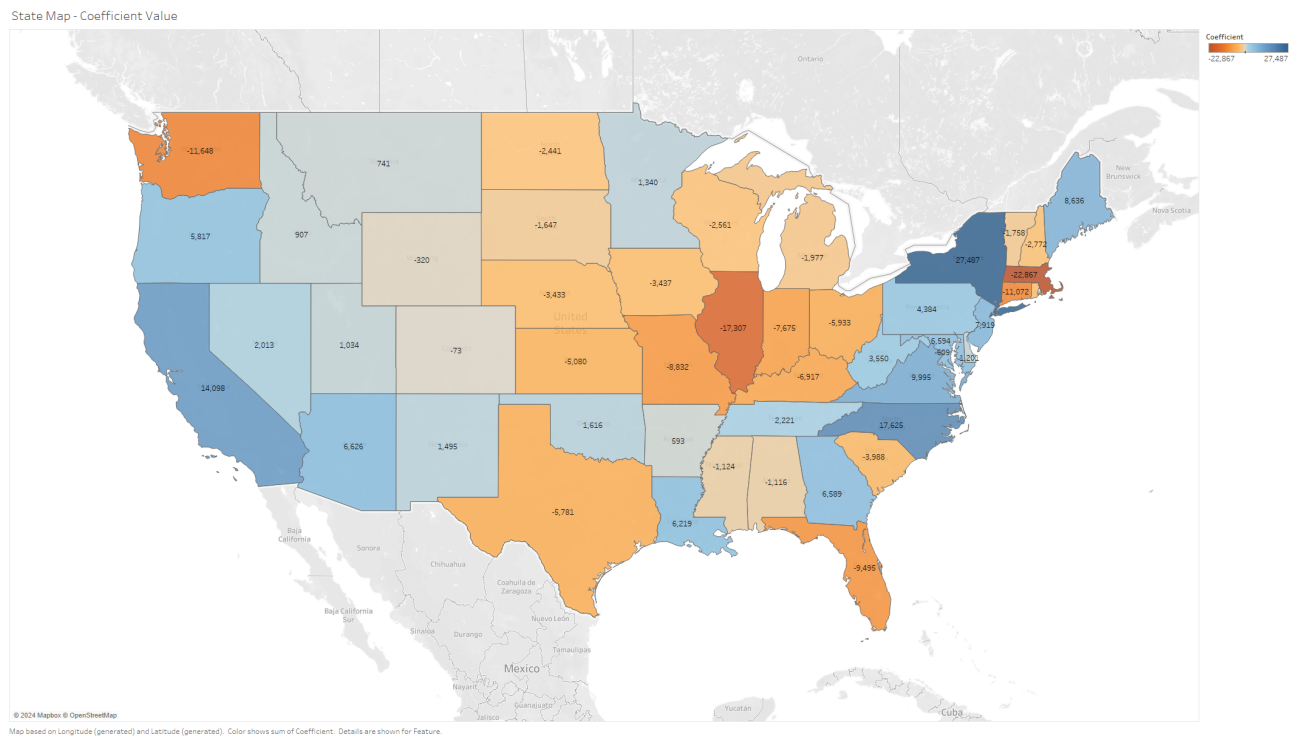 State Map - Coefficient Value
Coefficient
-22,867 27,487
Ontario
New
Brunswick
Nova Scotia
-11,648
741
-2,441
1,340
8,636
5,817
907
-1,647
-2,561
-1,758
-2,772
-320
-1,977
27,487
-22,867
-11,072
-3,433
-3,437
United
States
2,013
1,034
-73
-17,307
-7,675
-5,933
4,384
7,919
-5,080
-8,832
3,550
14,098
-6,917
9,995
6,626
1,495
1,616
593
2,221
17,625
-1,124
-1,116
6,589
-3,988
-5,781
6,219
-9,495
Baja
California
Sonora
Chihuahua
Coahuila de
Zaragoza
Baja California
Sur
Sinaloa
Durango
Nuevo León
Tamaulipas
Mexico
Nayarit
Guanajuato
Jalisco
Yucatán
Cuba
© 2024 Mapbox © OpenStreetMap
Map based on Longitude (generated) and Latitude (generated). Color shows sum of Coefficient. Details are shown for Feature.